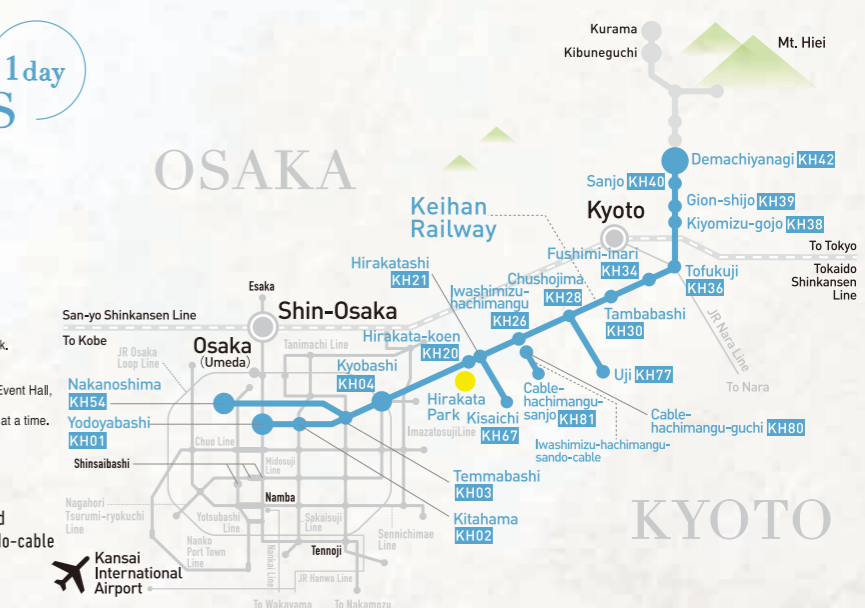 1day
S
Kurama
Kibuneguchi
Mt. Hiei
OSAKA
Demachiyanagi KH42
Sanjo KH40
Gion-shijo KH39
Kiyomizu-gojo KH38
Keihan
Railway
Kyoto
To Tokyo
Tokaido
Shinkansen
Line
Fushimi-inari
KH34
Tofukuji
KH36
Hirakatashi
KH21
Chushojima
KH28
Iwashimizu-
hachimangu
KH26
Tambabashi
KH30
JR Nara Line
To Nara
Esaka
San-yo Shinkansen Line
To Kobe
Shin-Osaka
Hirakata-koen
KH20
Osaka
(Umeda)
Tanimachi Line
JR Osaka
Loop Line
Kyobashi
KH04
Uji KH77
k.
Event Hall,
at a time.
Nakanoshima
KH54
Yodoyabashi
KH01
Hirakata
Park
Kisaichi
KH67
Cable-
hachimangu-
sanjo KH81
Cable-
hachimangu-guchi KH80
Iwashimizu-hachimangu-
sando-cable
ImazatosujiLine
Chuo Line
Midosuji
Line
Shinsaibashi
Temmabashi
KH03
Namba
Kitahama
KH02
KYOTO
Nagahori
Tsurumi-ryokuchi
Line
Yotsubashi
Line
Sakaisuji
Line
Sennichimae
Line
Nanko
Port Town
Line
Nankai Line
Tennoji
d
do-cable
Kansai
International
Airport
JR Hanwa Line
To Wakayama
To Nakamozu